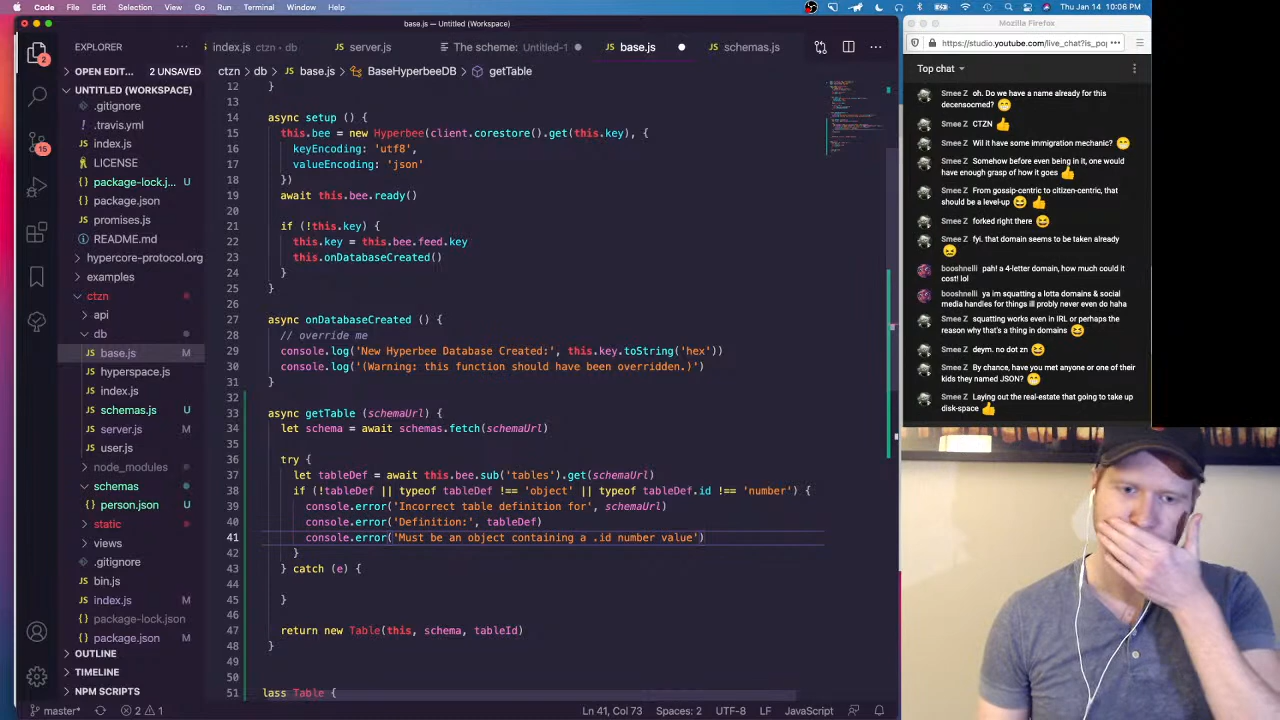 Code File Edit Selection View Go Run Terminal Window Help
Thu Jan 14 10:06 PM
base.js — Untitled (Workspace)
Mozilla Firefox
EXPLORER
index.js ctzn • db
server.js
The scheme: Untitled-1
base.js
schemas.js
https://studio.youtube.com/live_chat?is_po
OPEN EDIT... 2 UNSAVED
ctzn > db > base.js > BaseHyperbeeDB > getTable
UNTITLED (WORKSPACE)
.gitignore
.travis.yml
index.js
LICENSE
package-lock.j... U
package.json
promises.js
README.md
hypercore-protocol.org
examples
ctzn
api
db
base.js M
hyperspace.js
index.js
schemas.js U
server.js M
user.js
node_modules
schemas
person.json U
static
views
.gitignore
bin.js
index.js M
package-lock.json
package.json M
OUTLINE
TIMELINE
NPM SCRIPTS
2
15
12 }
13
14 async setup () {
15 this.bee = new Hyperbee(client.corestore().get(this.key), {
16 keyEncoding: 'utf8',
17 valueEncoding: 'json'
18 })
19 await this.bee.ready()
20
21 if (!this.key) {
22 this.key = this.bee.feed.key
23 this.onDatabaseCreated()
24 }
25 }
26
27 async onDatabaseCreated () {
28 // override me
29 console.log('New Hyperbee Database Created:', this.key.toString('hex'))
30 console.log('(Warning: this function should have been overridden.)')
31 }
32
33 async getTable (schemaUrl) {
34 let schema = await schemas.fetch(schemaUrl)
35
36 try {
37 let tableDef = await this.bee.sub('tables').get(schemaUrl)
38 if (!tableDef || typeof tableDef !== 'object' || typeof tableDef.id !== 'number') {
39 console.error('Incorrect table definition for', schemaUrl)
40 console.error('Definition:', tableDef)
41 console.error('Must be an object containing a .id number value')
42 }
43 } catch (e) {
44
45 }
46
47 return new Table(this, schema, tableId)
48 }
49
50
51 lass Table {
Top chat
Smee Z oh. Do we have a name already for this
decensocmed?
Smee Z CTZN
Smee Z Wil it have some immigration mechanic?
Smee Z Somehow before even being in it, one would
have enough grasp of how it goes
Smee Z From gossip-centric to citizen-centric, that
should be a level-up
Smee Z forked right there
Smee Z fyi. that domain seems to be taken already
booshnelli pah! a 4-letter domain, how much could it
cost! lol
booshnelli ya im squatting a lotta domains & social
media handles for things ill probly never even do haha
Smee Z squatting works even in IRL or perhaps the
reason why that's a thing in domains
Smee Z deym. no dot zn
Smee Z By chance, have you met anyone or one of their
kids they named JSON?
Smee Z Laying out the real-estate that going to take up
disk-space
master* 2 1
Ln 41, Col 73 Spaces: 2 UTF-8 LF JavaScript